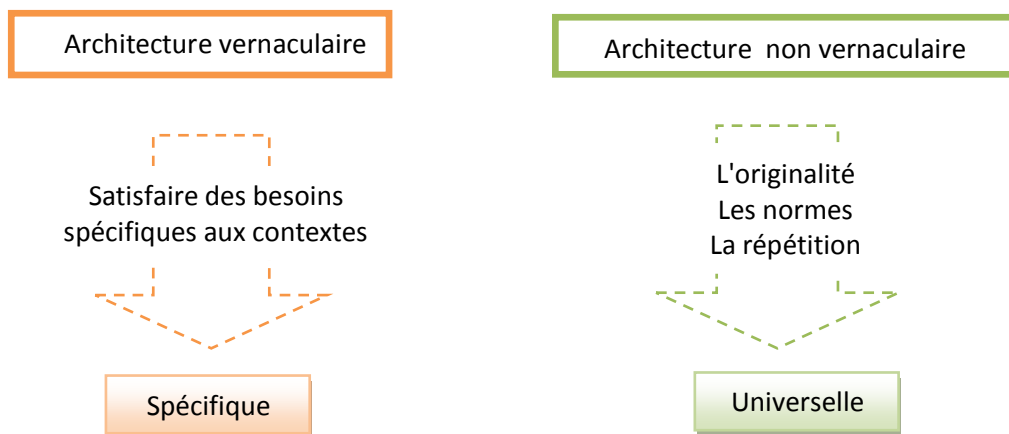 Architecture vernaculaire
Satisfaire des besoins
spécifiques aux contextes
Spécifique
Architecture non vernaculaire
L'originalité
Les normes
La répétition
Universelle